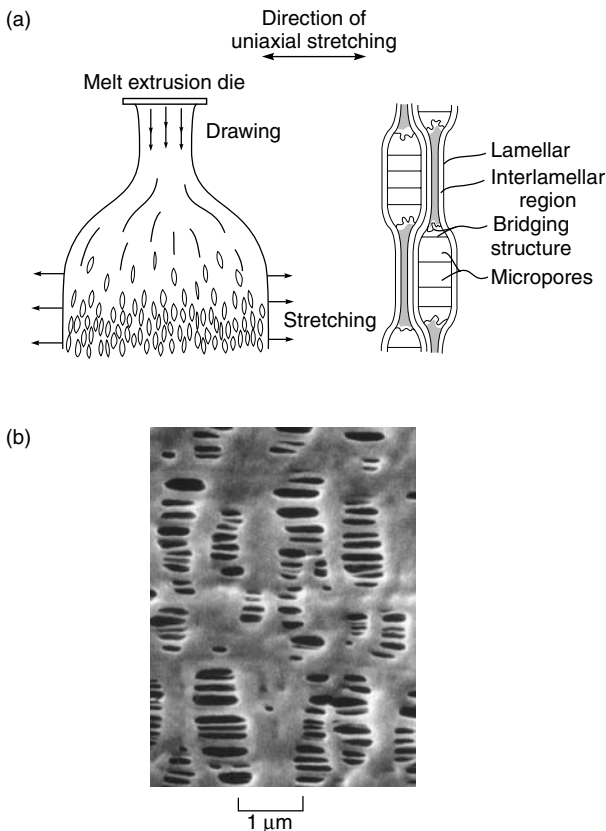 (a)
Direction of
uniaxial stretching
Melt extrusion die
Drawing
Stretching
Lamellar
Interlamellar
region
Bridging
structure
Micropores
(b)
1 μm